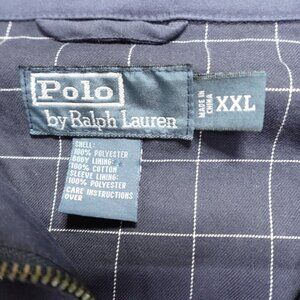 Polo
by Ralph Lauren
MADE IN
CHINA
XXL
SHELL:
100% POLYESTER
BODY LINING:
100% COTTON
SLEEVE LINING:
100% POLYESTER
CARE INSTRUCTIONS
OVER